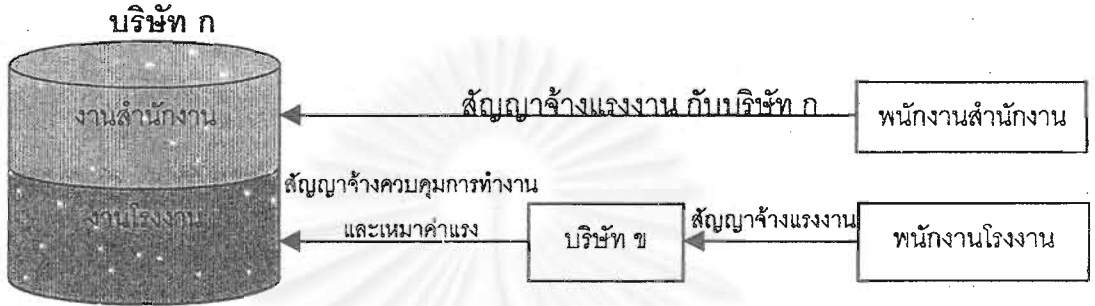 บริษัท ก
งานสำนักงาน
สัญญาจ้างแรงงาน กับบริษัท ก
พนักงานสำนักงาน
สัญญาจ้างควบคุมการทำงาน
และเหมาค่าแรง
งานโรงงาน
บริษัท ข
สัญญาจ้างแรงงาน
พนักงานโรงงาน